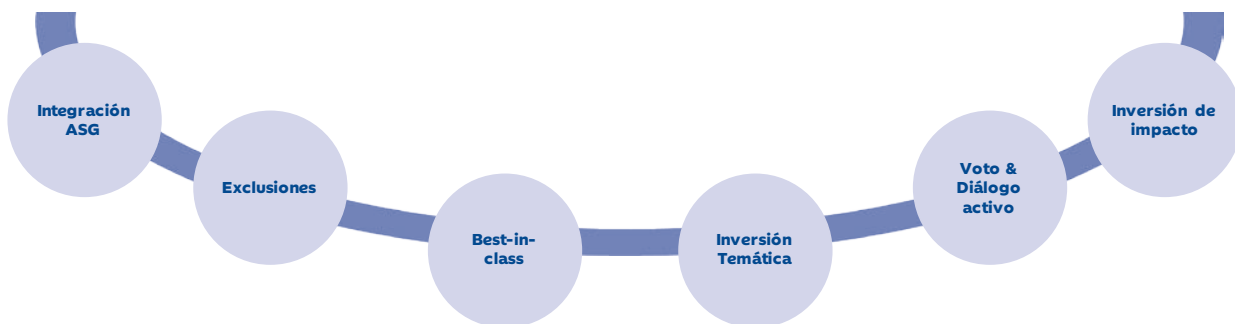 Integración
ASG
Exclusiones
Best-in-
class
Inversión
Temática
Voto &
Diálogo
activo
Inversión de
impacto